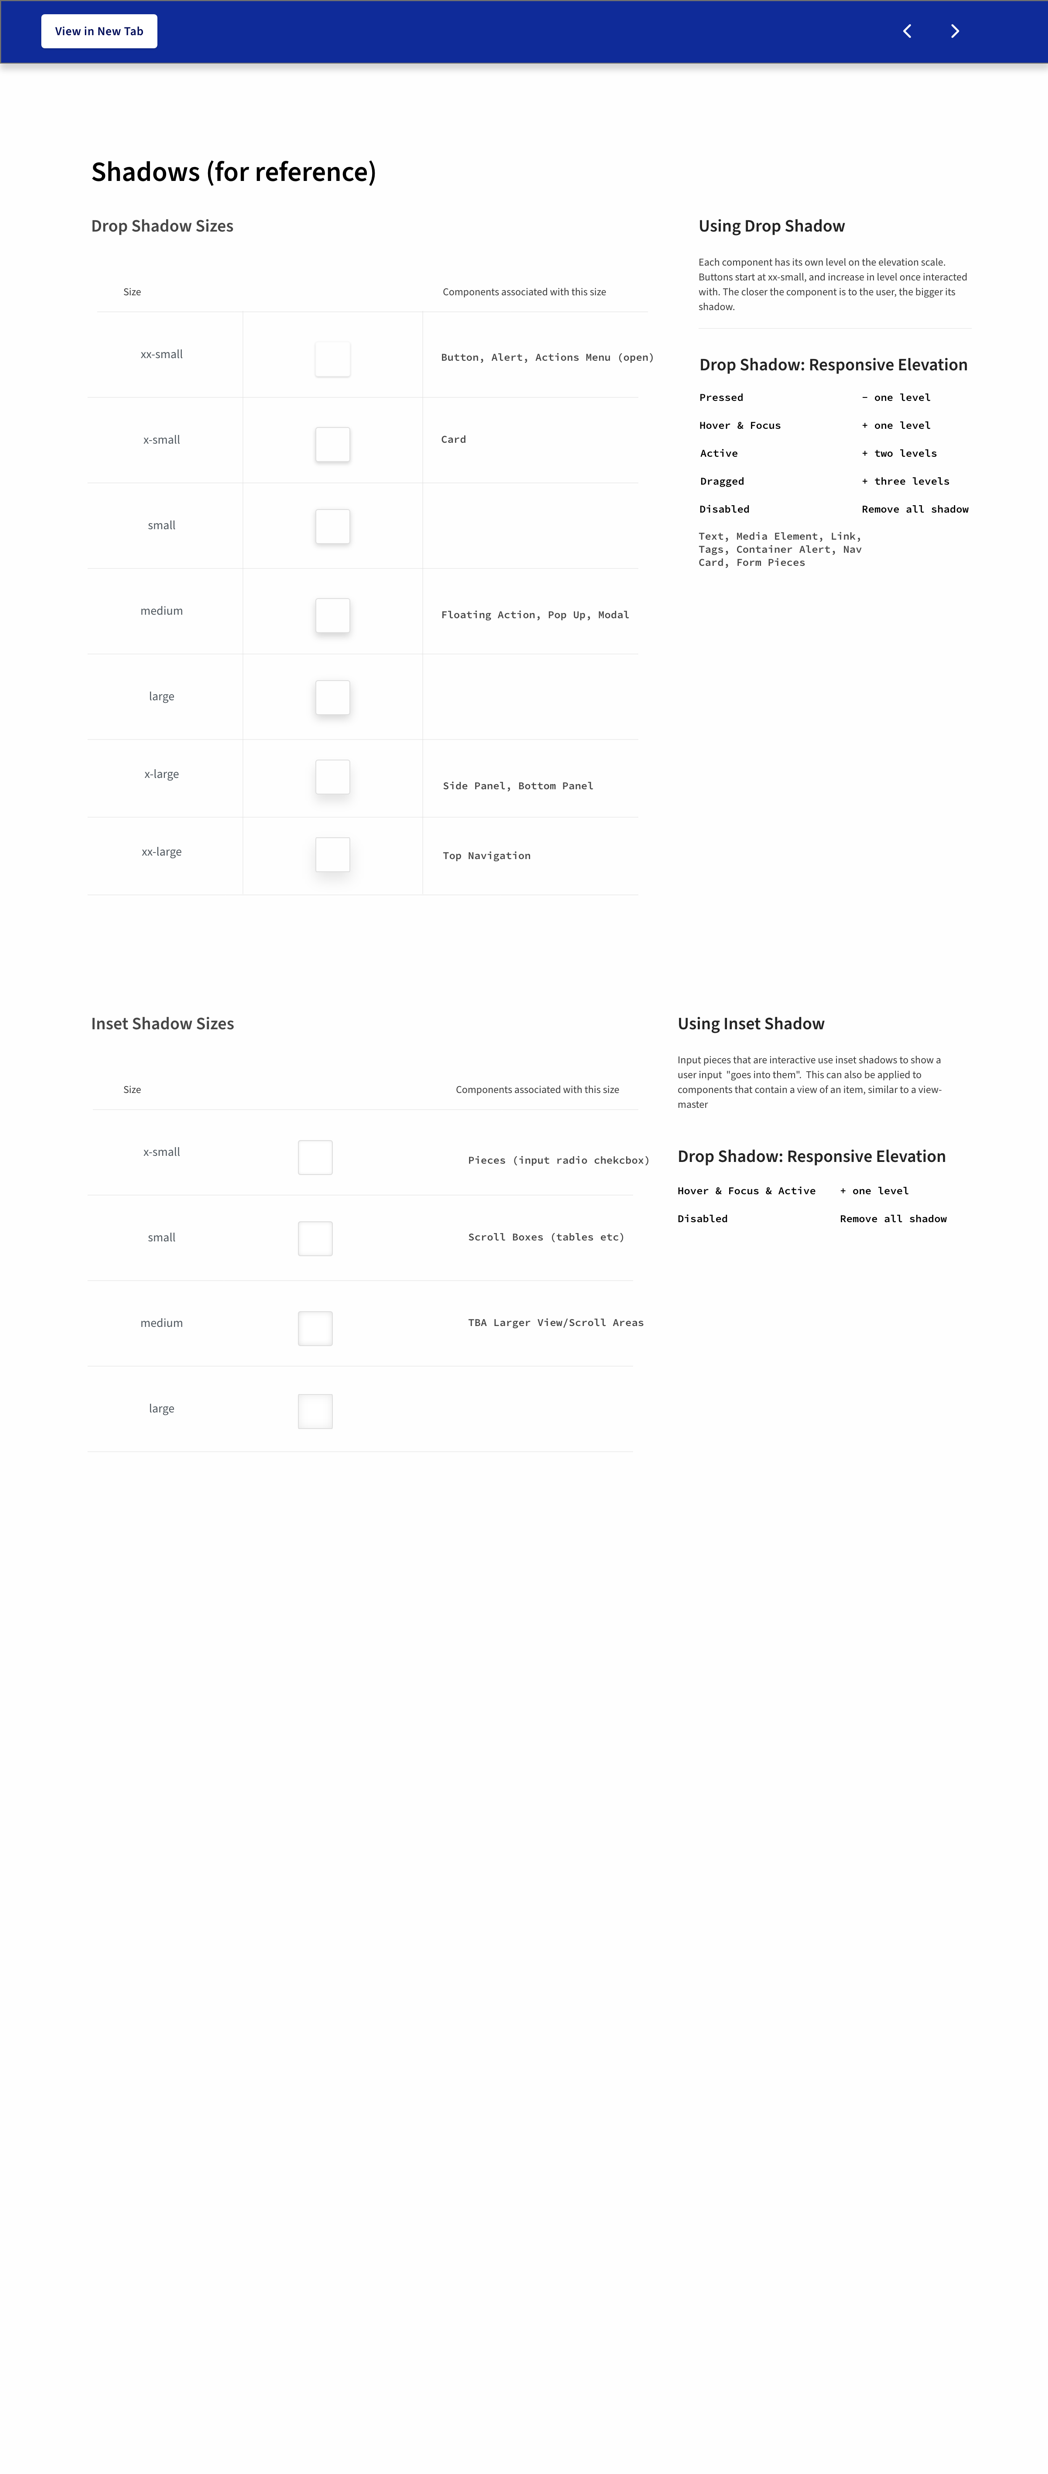 View in New Tab
Shadows (for reference)
Drop Shadow Sizes
Size
Components associated with this size
xx-small
Button, Alert, Actions Menu (open)
x-small
Card
small
medium
Floating Action, Pop Up, Modal
large
x-large
Side Panel, Bottom Panel
xx-large
Top Navigation
Using Drop Shadow
Each component has its own level on the elevation scale.
Buttons start at xx-small, and increase in level once interacted
with. The closer the component is to the user, the bigger its
shadow.
Drop Shadow: Responsive Elevation
Pressed - one level
Hover & Focus + one level
Active + two levels
Dragged + three levels
Disabled Remove all shadow
Text, Media Element, Link,
Tags, Container Alert, Nav
Card, Form Pieces
Inset Shadow Sizes
Size
Components associated with this size
x-small
Pieces (input radio chekcbox)
small
Scroll Boxes (tables etc)
medium
TBA Larger View/Scroll Areas
large
Using Inset Shadow
Input pieces that are interactive use inset shadows to show a
user input "goes into them". This can also be applied to
components that contain a view of an item, similar to a view-
master
Drop Shadow: Responsive Elevation
Hover & Focus & Active + one level
Disabled Remove all shadow